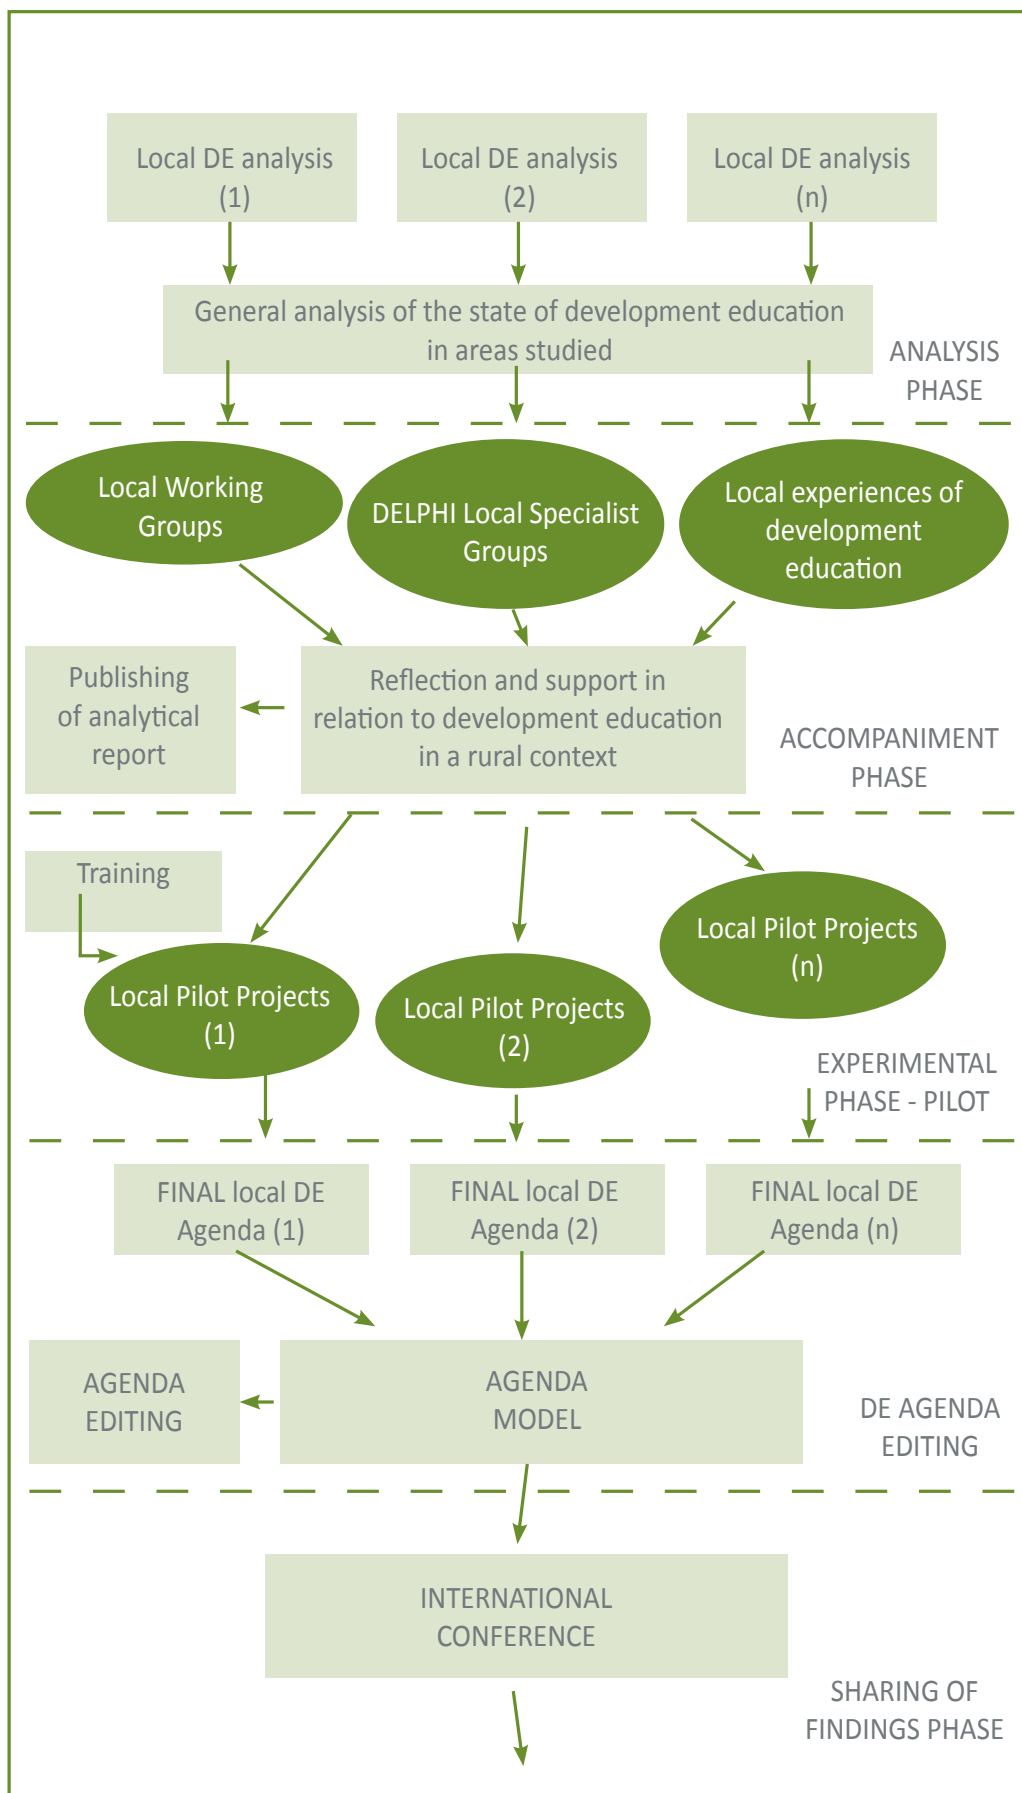 Local DE analysis
(1)
Local DE analysis
(2)
Local DE analysis
(n)
General analysis of the state of development education
in areas studied
ANALYSIS
PHASE
Local Working
Groups
DELPHI Local Specialist
Groups
Local experiences of
development
education
Publishing
of analytical
report
Reflection and support in
relation to development education
in a rural context
ACCOMPANIMENT
PHASE
Training
Local Pilot Projects
(1)
Local Pilot Projects
(2)
Local Pilot Projects
(n)
EXPERIMENTAL
PHASE - PILOT
FINAL local DE
Agenda (1)
FINAL local DE
Agenda (2)
FINAL local DE
Agenda (n)
AGENDA
EDITING
AGENDA
MODEL
DE AGENDA
EDITING
INTERNATIONAL
CONFERENCE
SHARING OF
FINDINGS PHASE